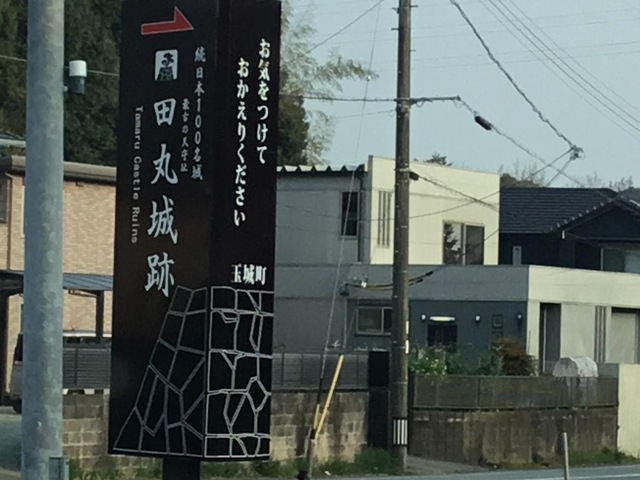 続日本100名城
最古の天守址
田丸城跡
Tamaru Castle Ruins
お気をつけて
おかえりください
玉城町